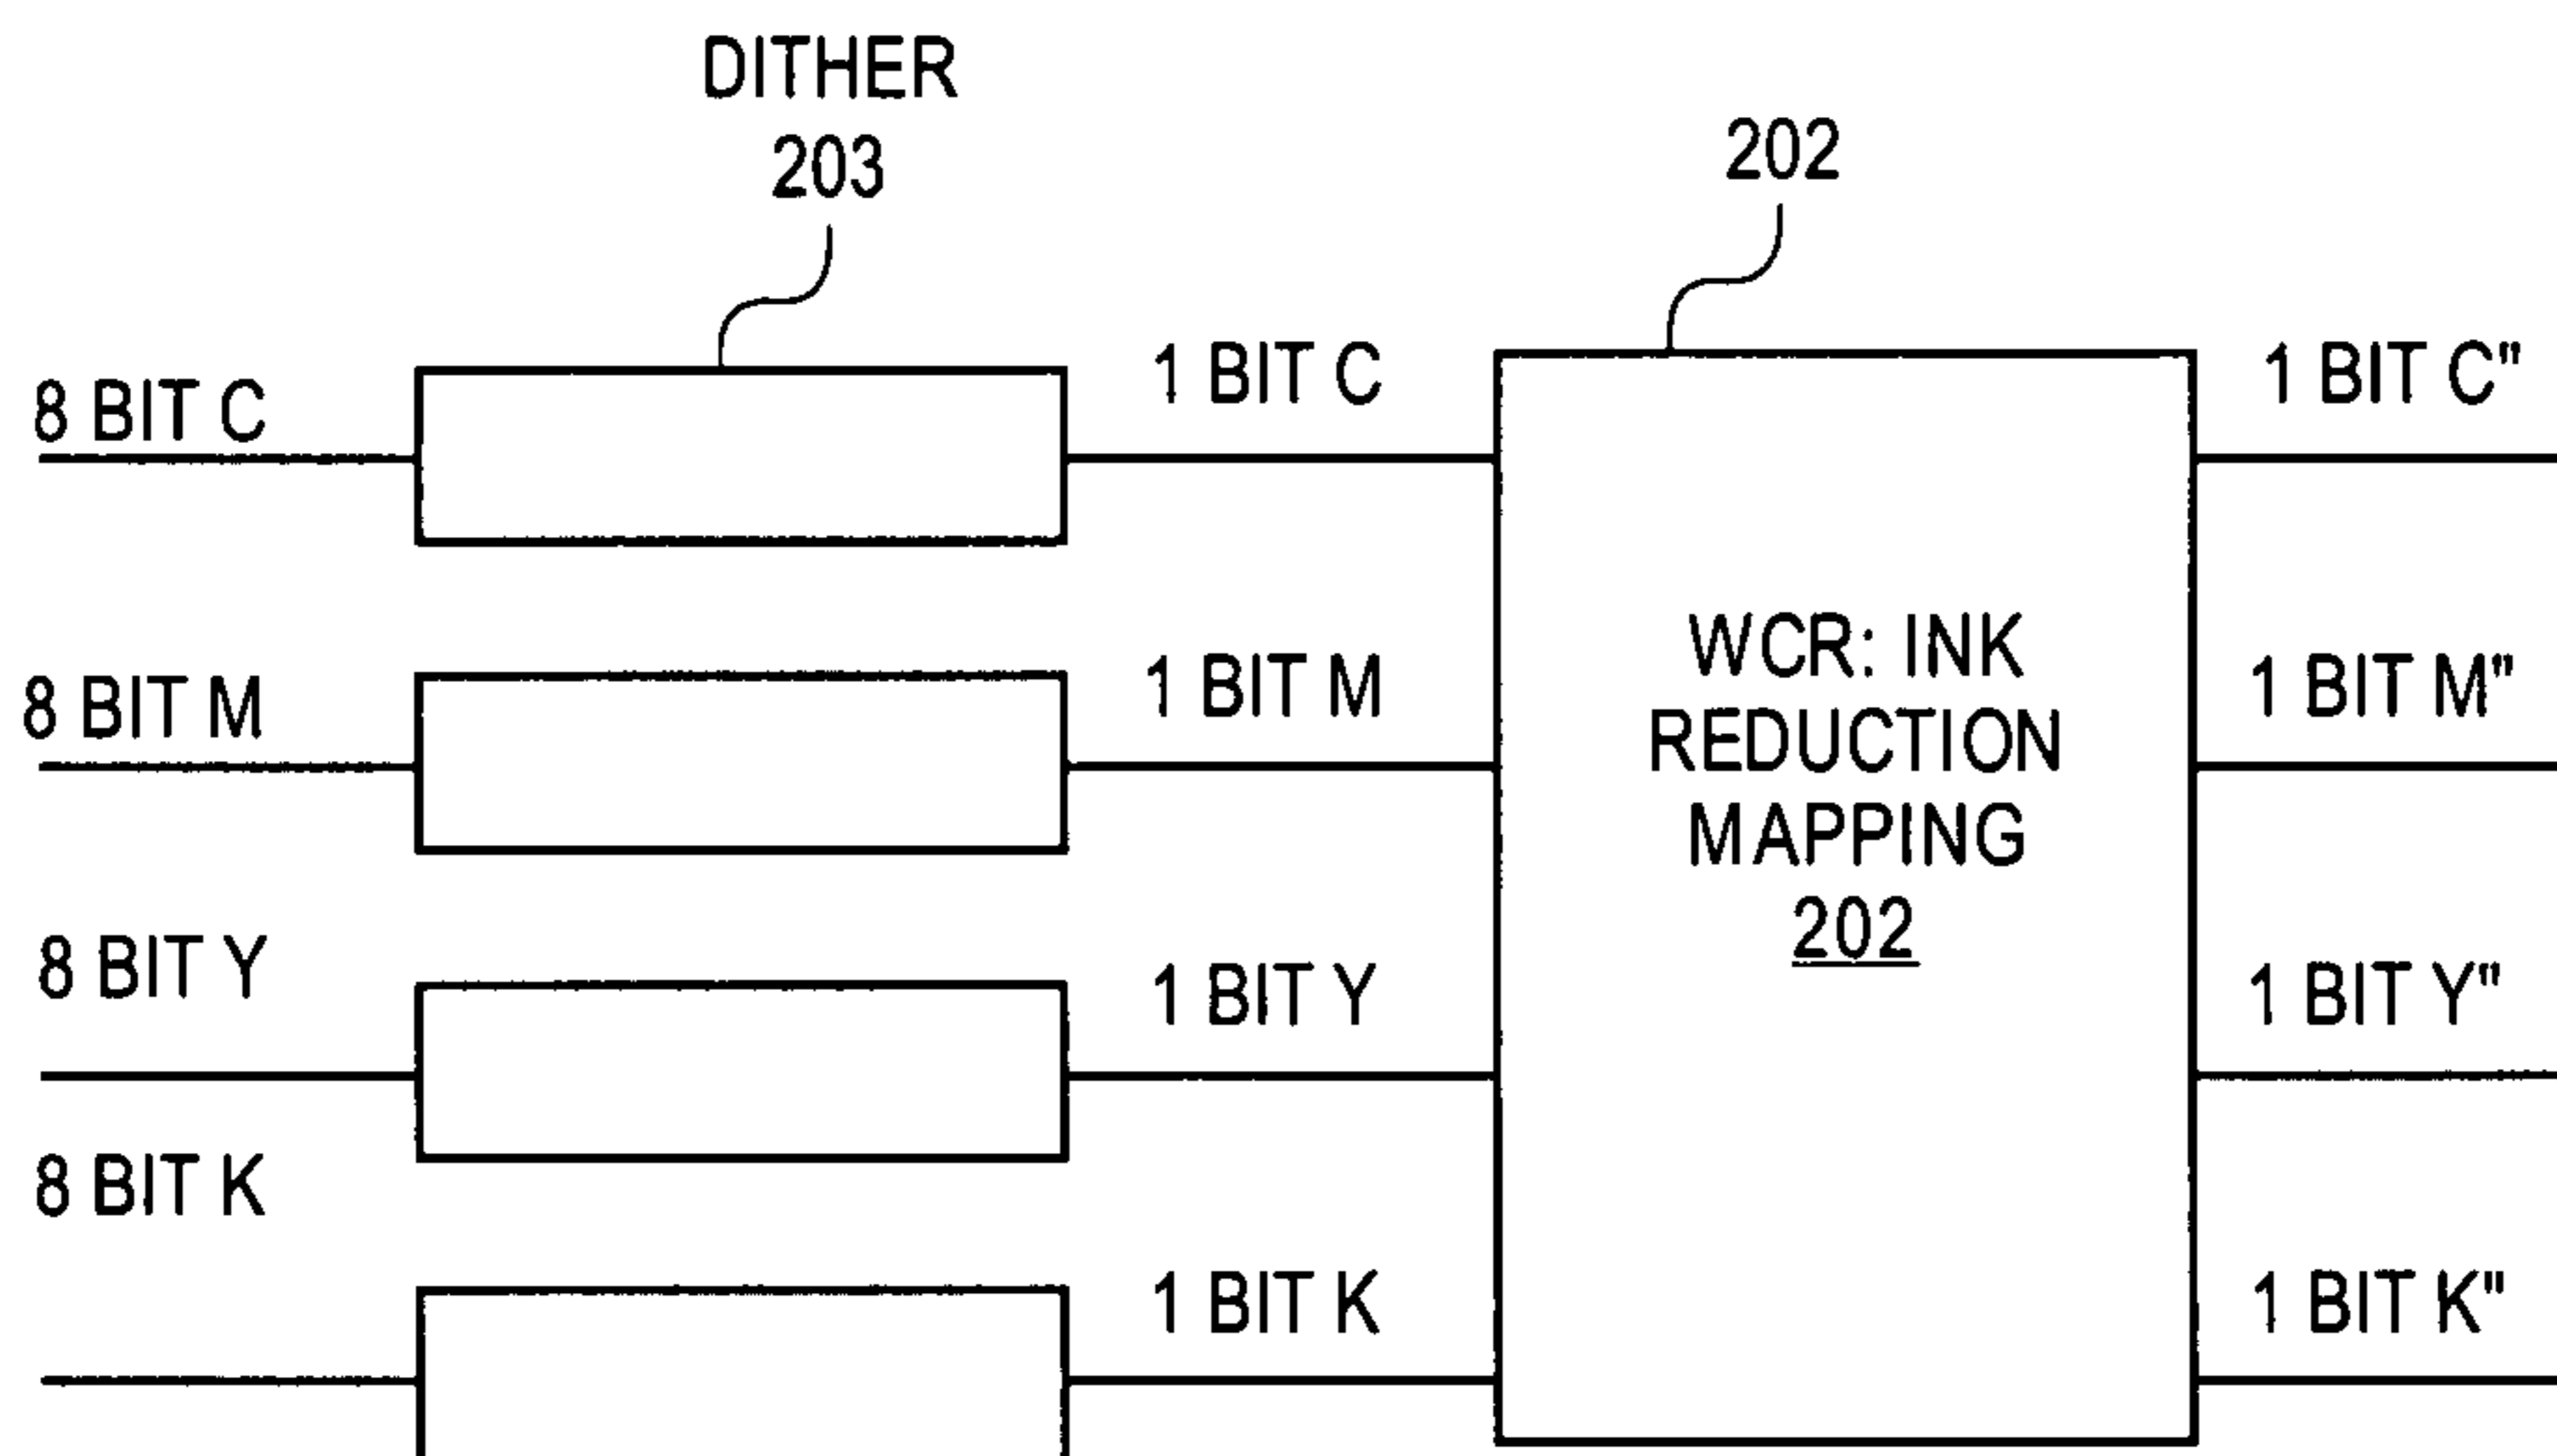 DITHER
203
202
8 BIT C
1 BIT C
1 BIT C"
8 BIT M
1 BIT M
1 BIT M"
WCR: INK
REDUCTION
MAPPING
202
8 BIT Y
1 BIT Y
1 BIT Y"
8 BIT K
1 BIT K
1 BIT K"